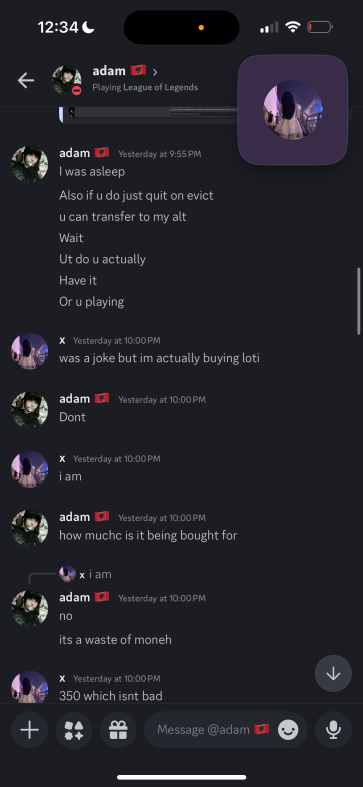 12:34
adam 🇦🇱 >
Playing League of Legends
adam 🇦🇱 Yesterday at 9:55 PM
I was asleep
Also if u do just quit on evict
u can transfer to my alt
Wait
Ut do u actually
Have it
Or u playing
x Yesterday at 10:00 PM
was a joke but im actually buying loti
adam 🇦🇱 Yesterday at 10:00 PM
Dont
x Yesterday at 10:00 PM
i am
adam 🇦🇱 Yesterday at 10:00 PM
how muchc is it being bought for
x i am
adam 🇦🇱 Yesterday at 10:00 PM
no
its a waste of moneh
x Yesterday at 10:00 PM
350 which isnt bad
Message @adam 🇦🇱